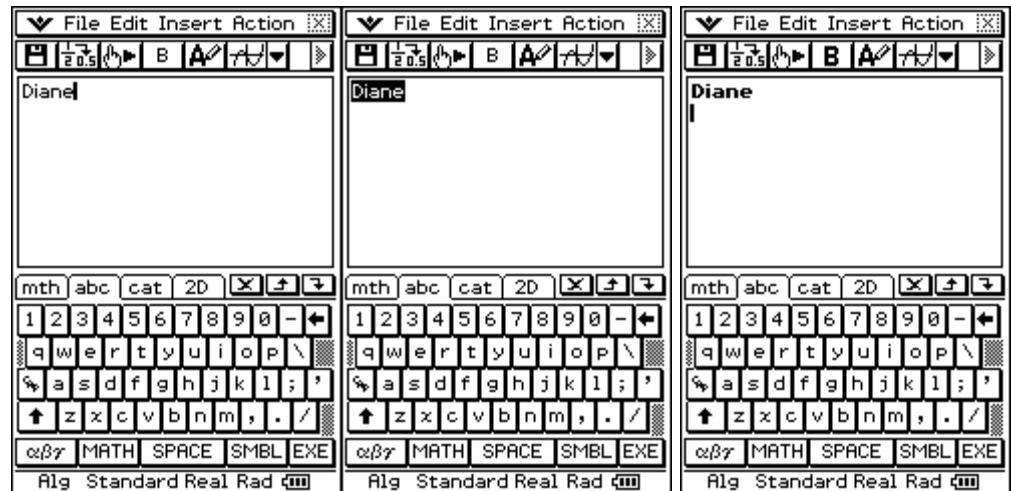 File Edit Insert Action
B
Diane
mth abc cat 2D
1 2 3 4 5 6 7 8 9 0 -
q w e r t y u i o p \
a s d f g h j k l ; '
z x c v b n m , . /
αβγ MATH SPACE SMBL EXE
Alg Standard Real Rad
File Edit Insert Action
B
Diane
mth abc cat 2D
1 2 3 4 5 6 7 8 9 0 -
q w e r t y u i o p \
a s d f g h j k l ; '
z x c v b n m , . /
αβγ MATH SPACE SMBL EXE
Alg Standard Real Rad
File Edit Insert Action
B
Diane
mth abc cat 2D
1 2 3 4 5 6 7 8 9 0 -
q w e r t y u i o p \
a s d f g h j k l ; '
z x c v b n m , . /
αβγ MATH SPACE SMBL EXE
Alg Standard Real Rad